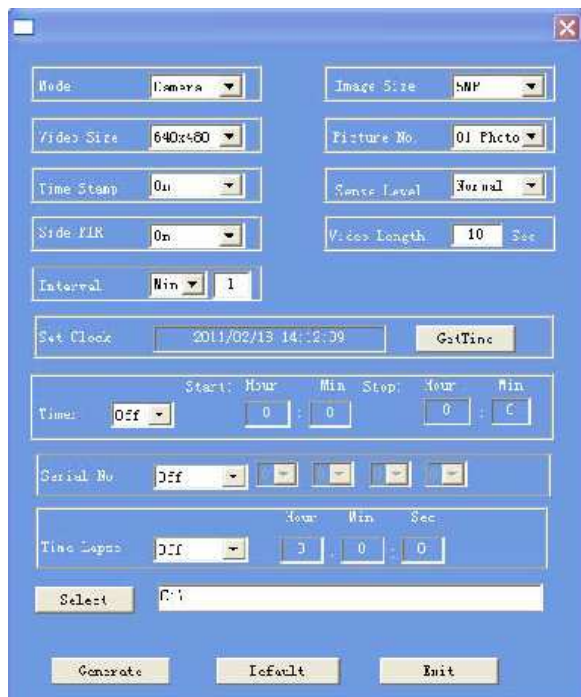 Mode Camera Image Size 5MP
Video Size 640x480 Picture No. 01 Photo
Time Stamp On Sense Level Normal
Side PIR On Video Length 10 Sec
Interval Min 1
Set Clock 2011/02/13 14:12:09 GetTime
Start: Hour Min Stop: Hour Min
Timer Off 0 : 0 0 : 0
Serial No Off
Hour Min Sec
Time Lapse Off 0 : 0 : 0
Select C:\
Generate Default Exit